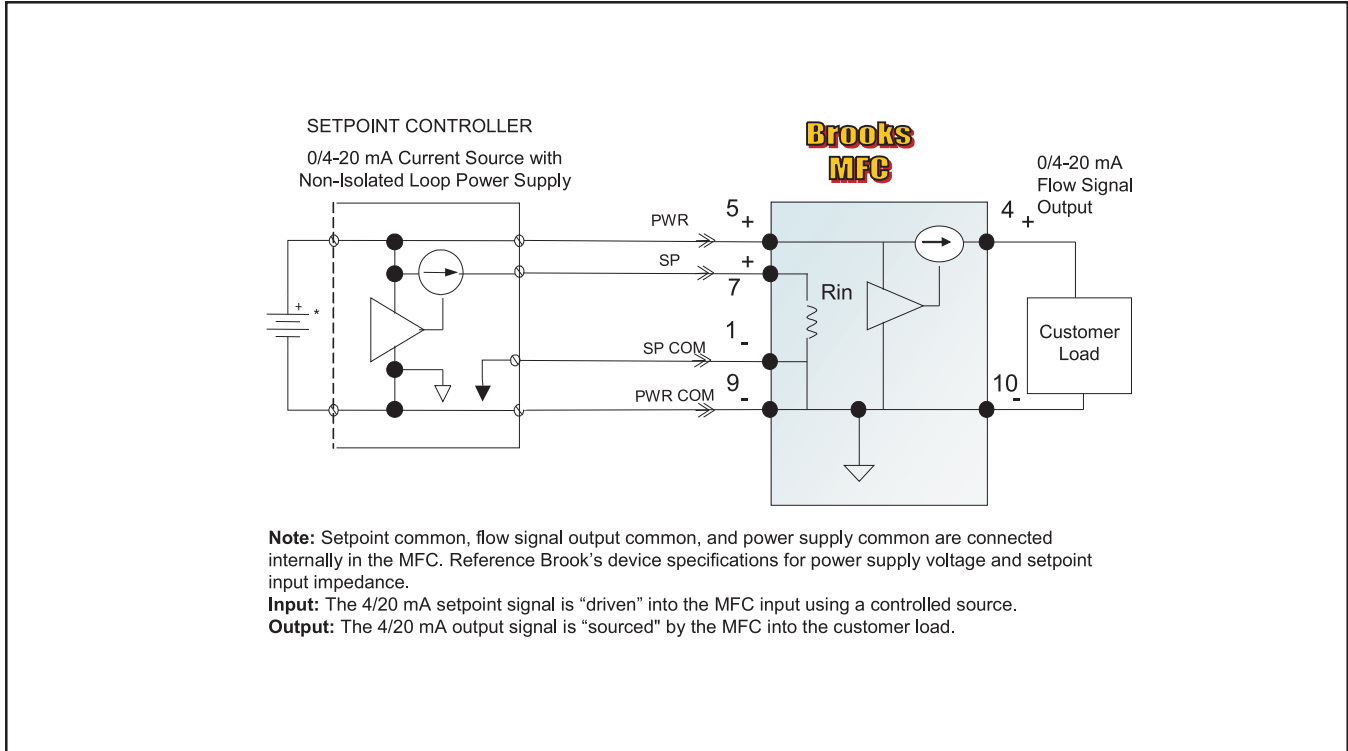 SETPOINT CONTROLLER
0/4-20 mA Current Source with
Non-Isolated Loop Power Supply
Brooks
MFC
0/4-20 mA
Flow Signal
Output
PWR
5
+
SP
+
7
SP COM
1
-
PWR COM
9
-
+ *
Rin
4
+
10
-
Customer
Load
Note: Setpoint common, flow signal output common, and power supply common are connected
internally in the MFC. Reference Brook's device specifications for power supply voltage and setpoint
input impedance.
Input: The 4/20 mA setpoint signal is “driven” into the MFC input using a controlled source.
Output: The 4/20 mA output signal is “sourced" by the MFC into the customer load.